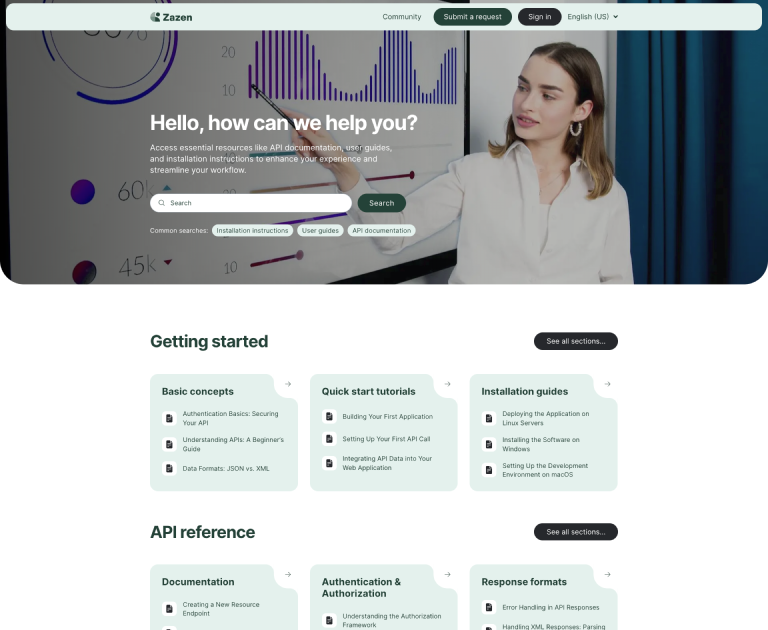 Zazen
Community
Submit a request
Sign in
English (US)
20
10
Hello, how can we help you?
Access essential resources like API documentation, user guides,
and installation instructions to enhance your experience and
streamline your workflow.
60k
Search
Search
Common searches:
Installation instructions
User guides
API documentation
45k
10
Getting started
See all sections...
Basic concepts
Authentication Basics: Securing
Your API
Understanding APIs: A Beginner's
Guide
Data Formats: JSON vs. XML
Quick start tutorials
Building Your First Application
Setting Up Your First API Call
Integrating API Data into Your
Web Application
Installation guides
Deploying the Application on
Linux Servers
Installing the Software on
Windows
Setting Up the Development
Environment on macOS
API reference
See all sections...
Documentation
Creating a New Resource
Endpoint
Authentication &
Authorization
Understanding the Authorization
Framework
Response formats
Error Handling in API Responses
Handling XML Responses: Parsing